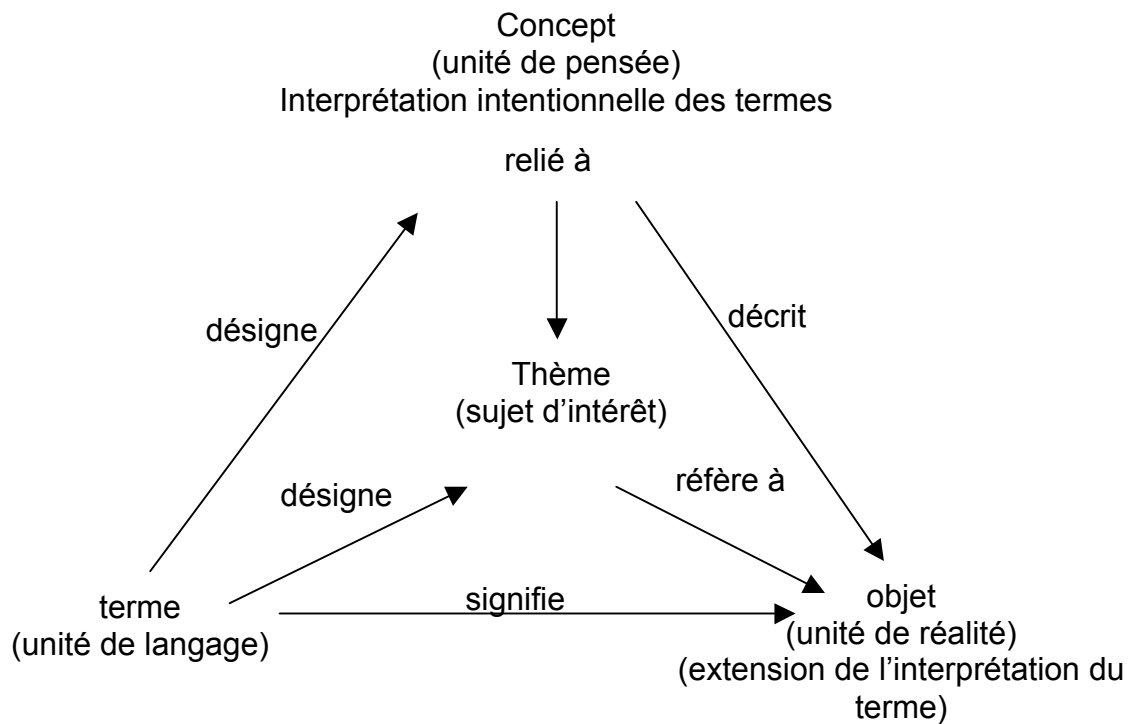 Concept
(unité de pensée)
Interprétation intentionnelle des termes
relié à
désigne
décrit
Thème
(sujet d’intérêt)
désigne
réfère à
signifie
terme
(unité de langage)
objet
(unité de réalité)
(extension de l’interprétation du
terme)